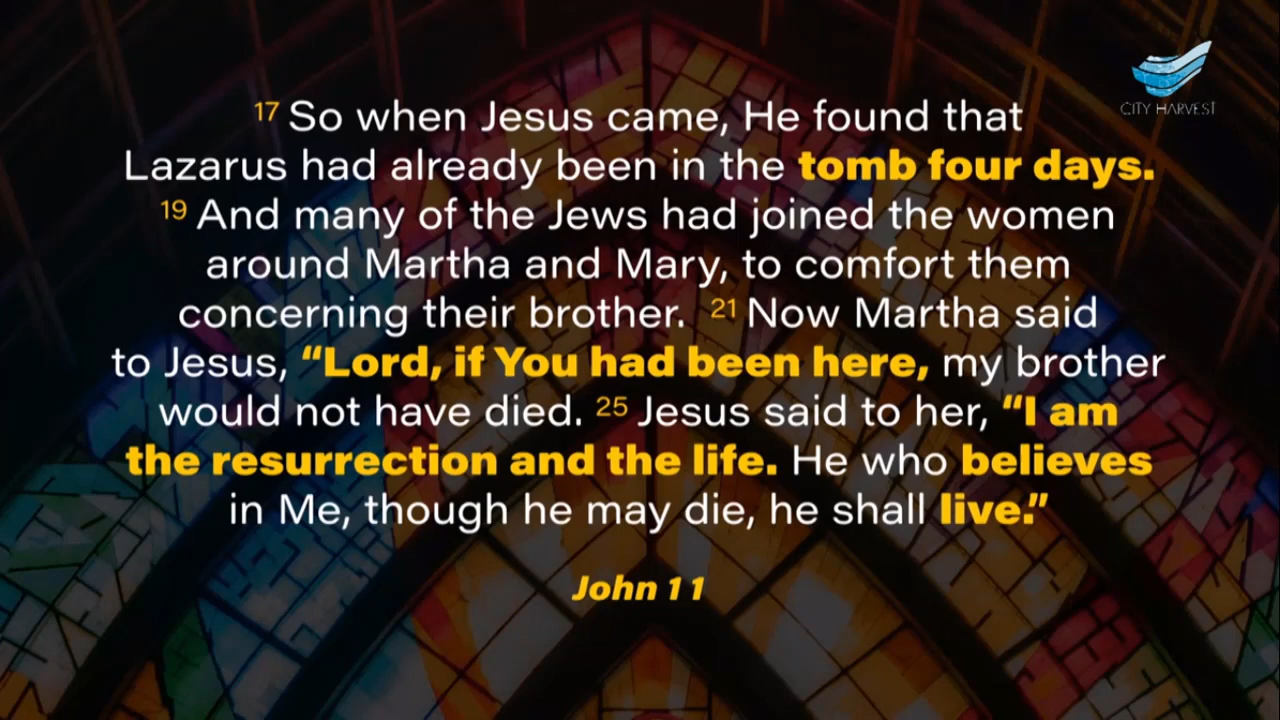 CITY HARVEST
17 So when Jesus came, He found that
Lazarus had already been in the tomb four days.
19 And many of the Jews had joined the women
around Martha and Mary, to comfort them
concerning their brother. 21 Now Martha said
to Jesus, “Lord, if You had been here, my brother
would not have died. 25 Jesus said to her, “I am
the resurrection and the life. He who believes
in Me, though he may die, he shall live.”
John 11